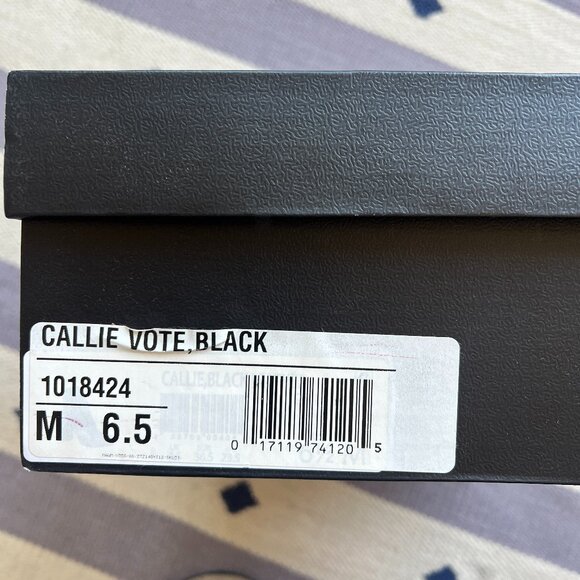 CALLIE VOTE,BLACK
1018424
CALLIE,BLACK
M 6.5
0 17119 74120 5